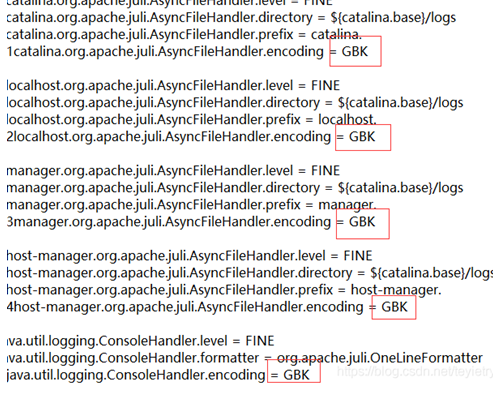 catalina.org.apache.juli.AsyncFileHandler.level = FINE
catalina.org.apache.juli.AsyncFileHandler.directory = ${catalina.base}/logs
catalina.org.apache.juli.AsyncFileHandler.prefix = catalina.
1catalina.org.apache.juli.AsyncFileHandler.encoding = GBK
localhost.org.apache.juli.AsyncFileHandler.level = FINE
localhost.org.apache.juli.AsyncFileHandler.directory = ${catalina.base}/logs
localhost.org.apache.juli.AsyncFileHandler.prefix = localhost.
2localhost.org.apache.juli.AsyncFileHandler.encoding = GBK
manager.org.apache.juli.AsyncFileHandler.level = FINE
manager.org.apache.juli.AsyncFileHandler.directory = ${catalina.base}/logs
manager.org.apache.juli.AsyncFileHandler.prefix = manager.
3manager.org.apache.juli.AsyncFileHandler.encoding = GBK
host-manager.org.apache.juli.AsyncFileHandler.level = FINE
host-manager.org.apache.juli.AsyncFileHandler.directory = ${catalina.base}/logs
host-manager.org.apache.juli.AsyncFileHandler.prefix = host-manager.
4host-manager.org.apache.juli.AsyncFileHandler.encoding = GBK
ava.util.logging.ConsoleHandler.level = FINE
ava.util.logging.ConsoleHandler.formatter = org.apache.juli.OneLineFormatter
java.util.logging.ConsoleHandler.encoding = GBK